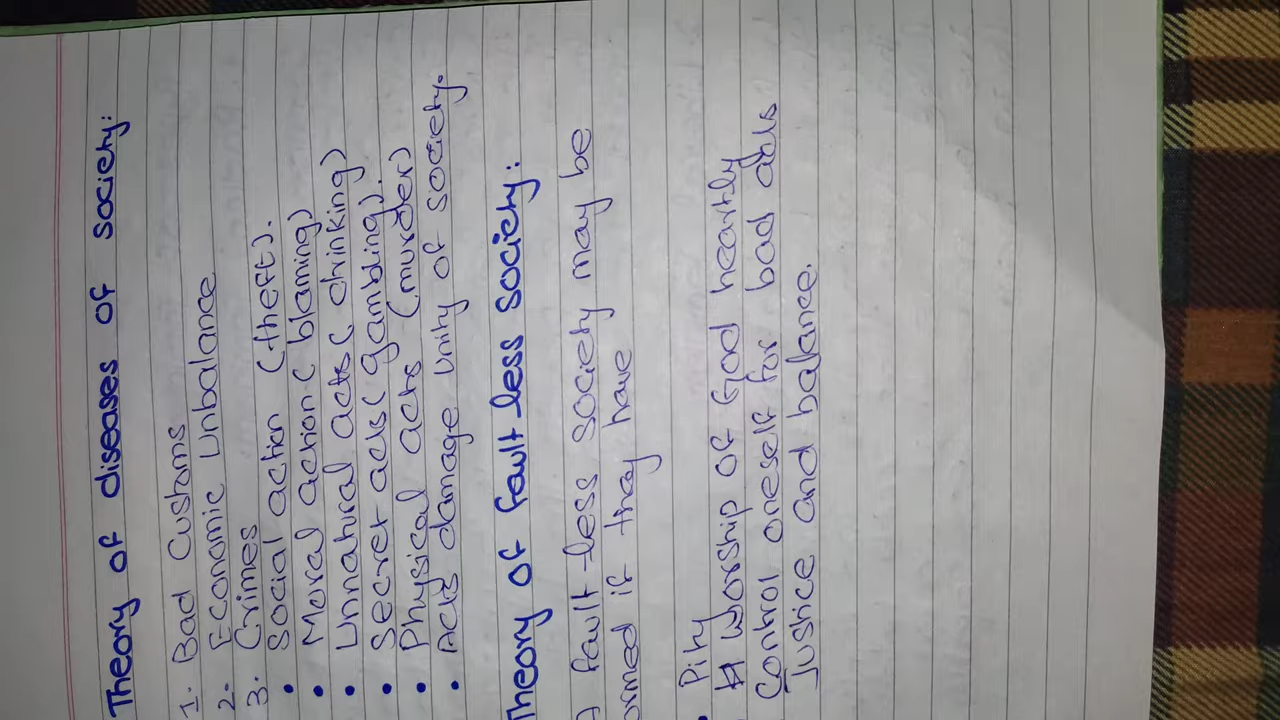 Theory of diseases of society:
1. Bad Customs
2. Economic Unbalance
3. Crimes
• Social action (theft).
• Moral action (blaming)
• Unnatural acts (drinking)
• Secret acts (gambling).
• Physical acts (murder)
• Acts damage unity of society.
Theory of fault less society:
fault-less society may be
ormed if they have
• Pity
Worship of God heartly
Control oneself for bad acts
Justice and balance.